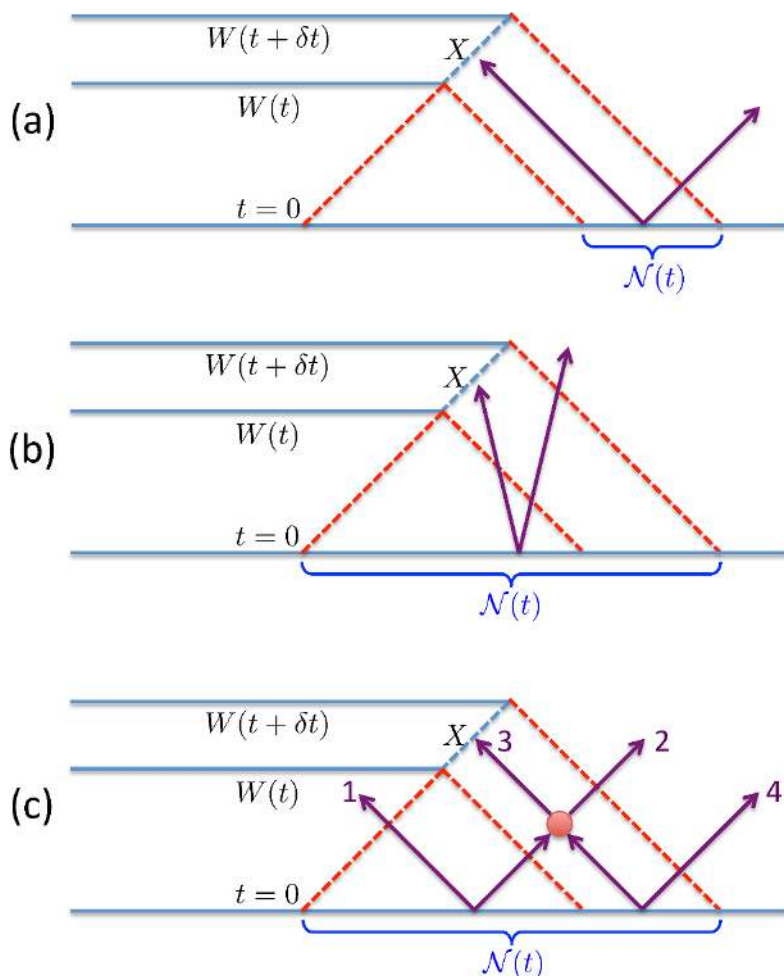 W(t + δt)
X
W(t)
(a)
t = 0
𝒩(t)
W(t + δt)
X
W(t)
(b)
t = 0
𝒩(t)
W(t + δt)
X 3 2
W(t) 1 4
(c)
t = 0
𝒩(t)